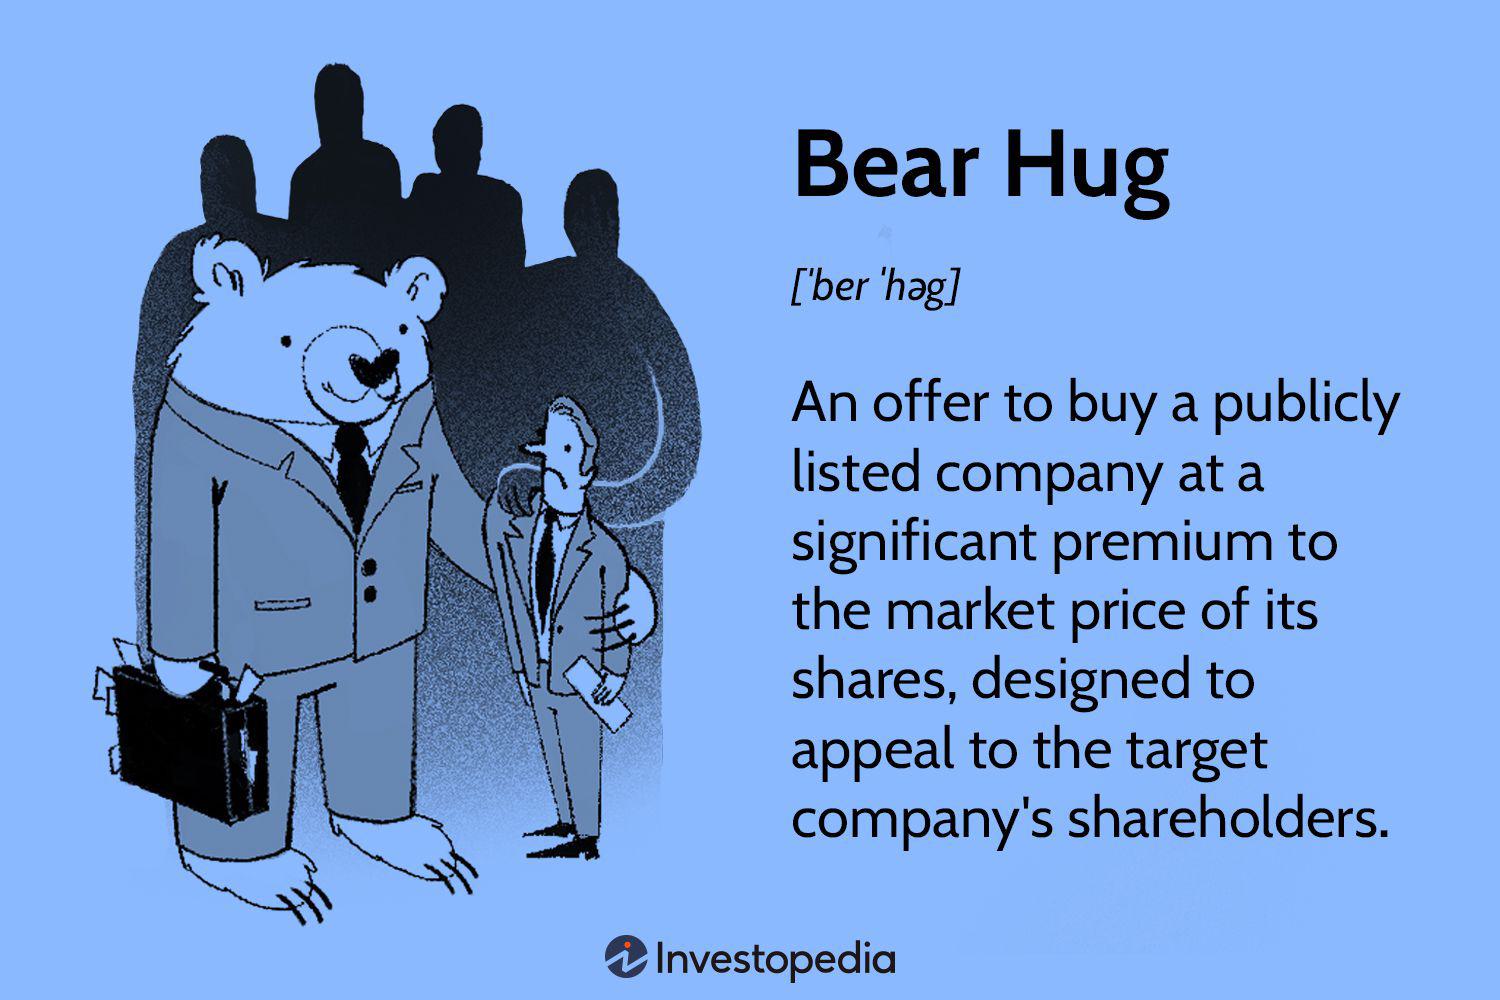 Bear Hug
['ber 'həg]
An offer to buy a publicly
listed company at a
significant premium to
the market price of its
shares, designed to
appeal to the target
company's shareholders.
Investopedia